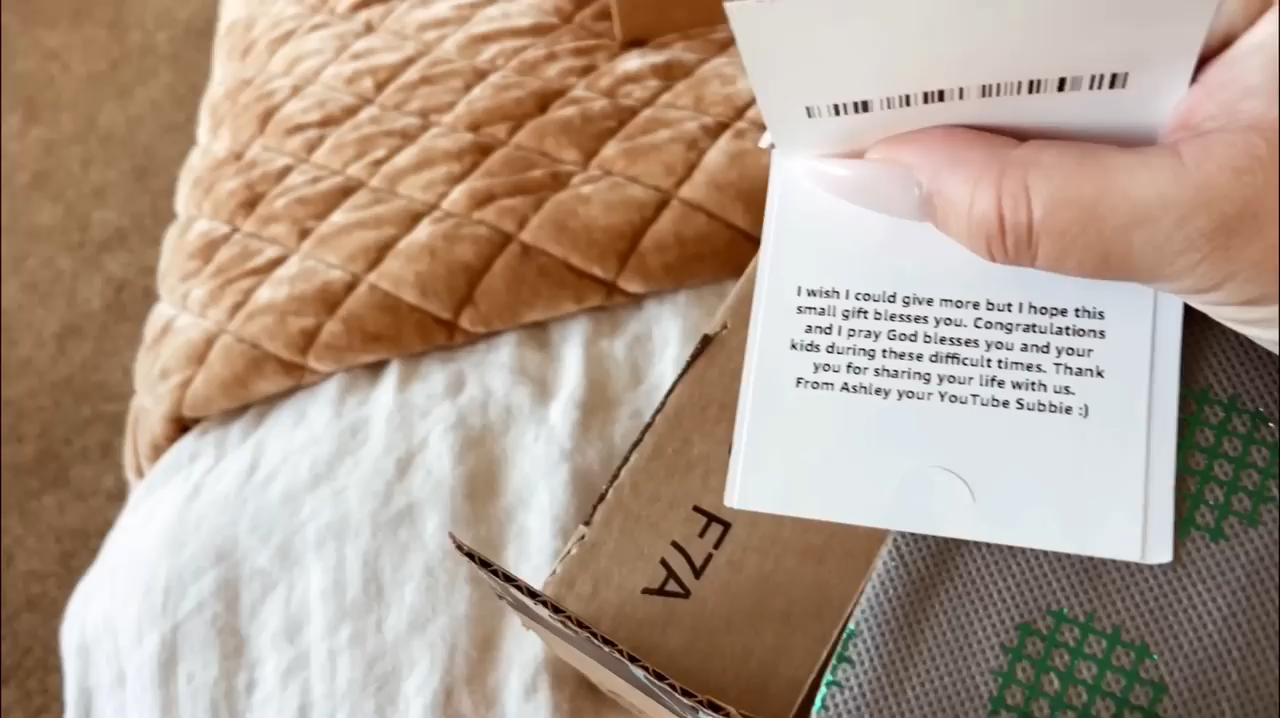 I wish I could give more but I hope this
small gift blesses you. Congratulations
and I pray God blesses you and your
kids during these difficult times. Thank
you for sharing your life with us.
From Ashley your YouTube Subbie :)
F7A